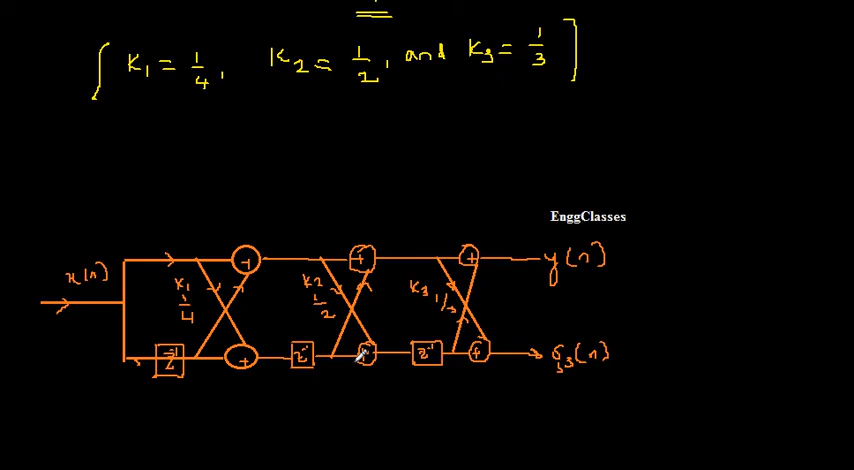 [ K1 = 1/4, K2 = 1/2, and K3 = 1/3 ]
EnggClasses
x(n)
+ + + y(n)
K1 1/4 K2 1/2 K3 1/3
z⁻¹ + z⁻¹ + z⁻¹ + g3(n)